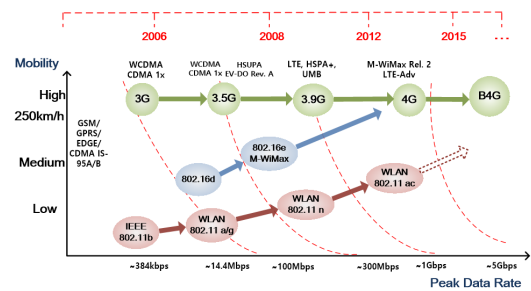 2006 2008 2012 2015 ...
Mobility
WCDMA
CDMA 1x
WCDMA
CDMA 1x
HSUPA
EV-DO Rev. A
LTE, HSPA+,
UMB
M-WiMax Rel. 2
LTE-Adv
High
250km/h
3G
3.5G
3.9G
4G
B4G
GSM/
GPRS/
EDGE/
CDMA IS-
95A/B
802.16e
M-WiMax
Medium
802.16d
WLAN
802.11 ac
Low
WLAN
802.11 n
IEEE
802.11b
WLAN
802.11 a/g
~384kbps
~14.4Mbps
~100Mbps
~300Mbps
~1Gbps
~5Gbps
Peak Data Rate